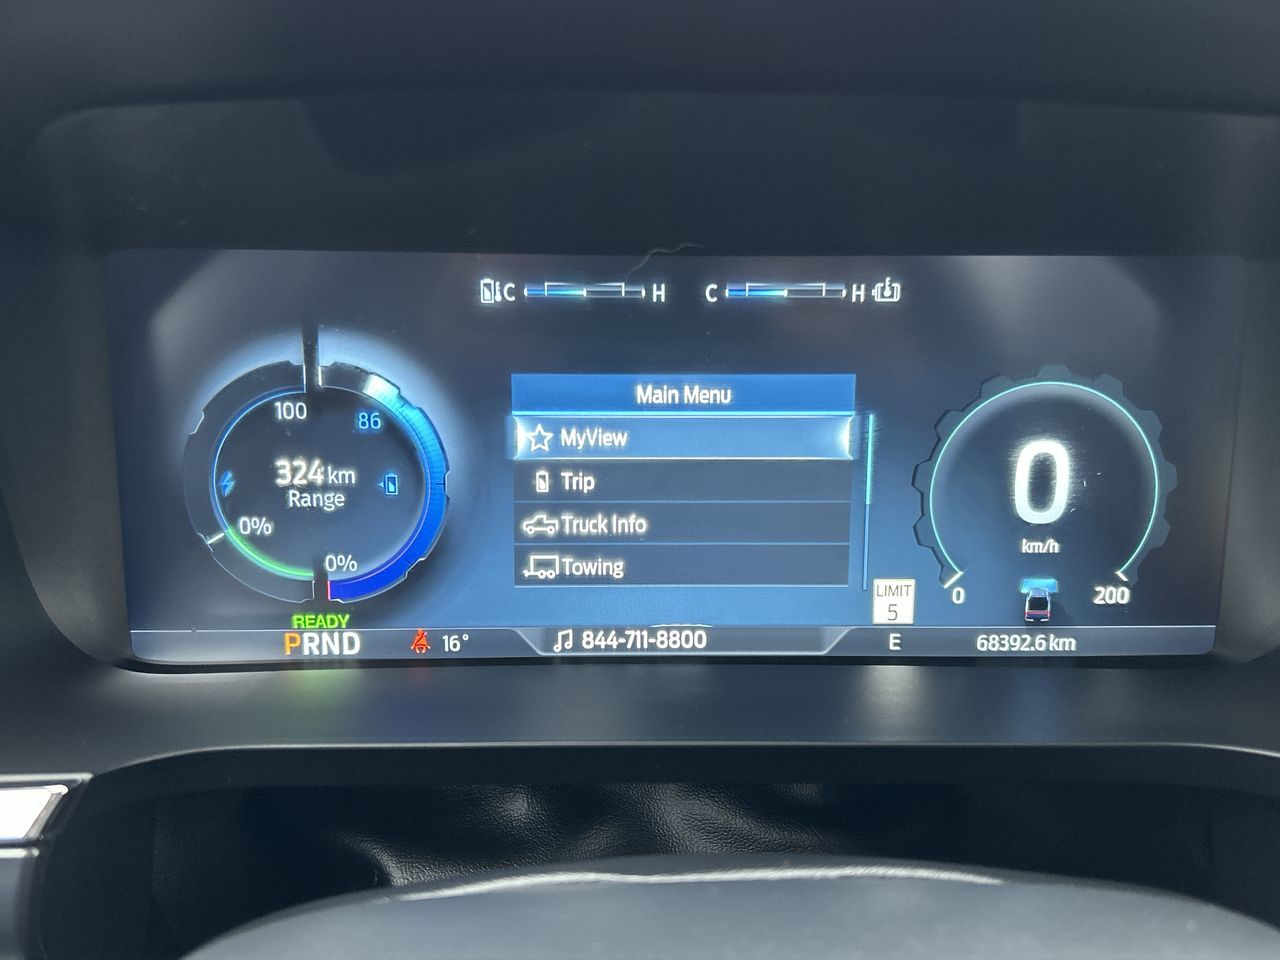 C H C H
Main Menu
100
86
MyView
324 km
Range
Trip
0%
Truck Info
0%
Towing
0
km/h
0
200
LIMIT
5
READY
PRND
16°
844-711-8800
E
68392.6 km